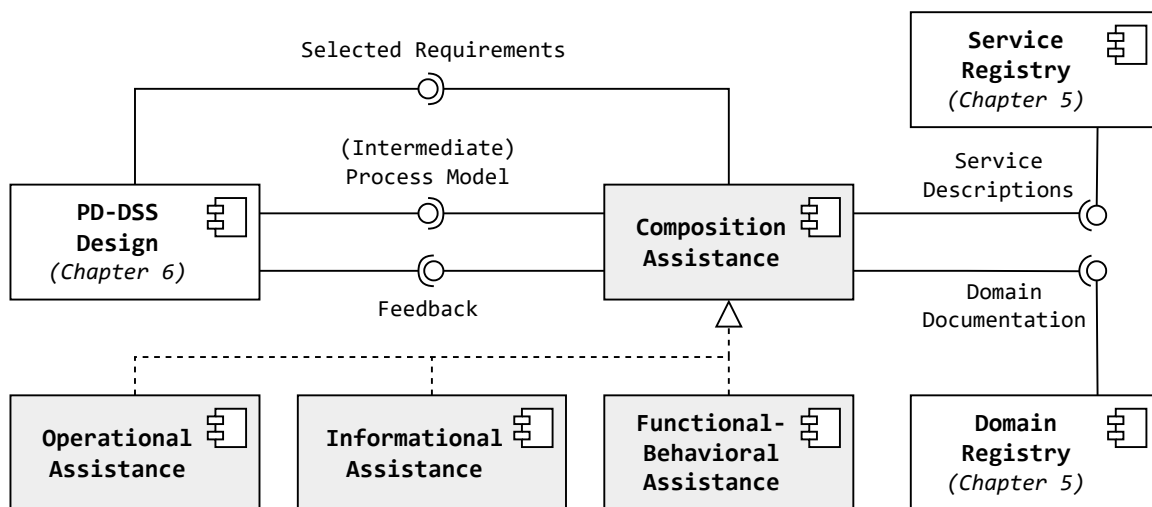 Selected Requirements
Service
Registry
(Chapter 5)
(Intermediate)
Process Model
Service
Descriptions
PD-DSS
Design
(Chapter 6)
Composition
Assistance
Feedback
Domain
Documentation
Operational
Assistance
Informational
Assistance
Functional-
Behavioral
Assistance
Domain
Registry
(Chapter 5)